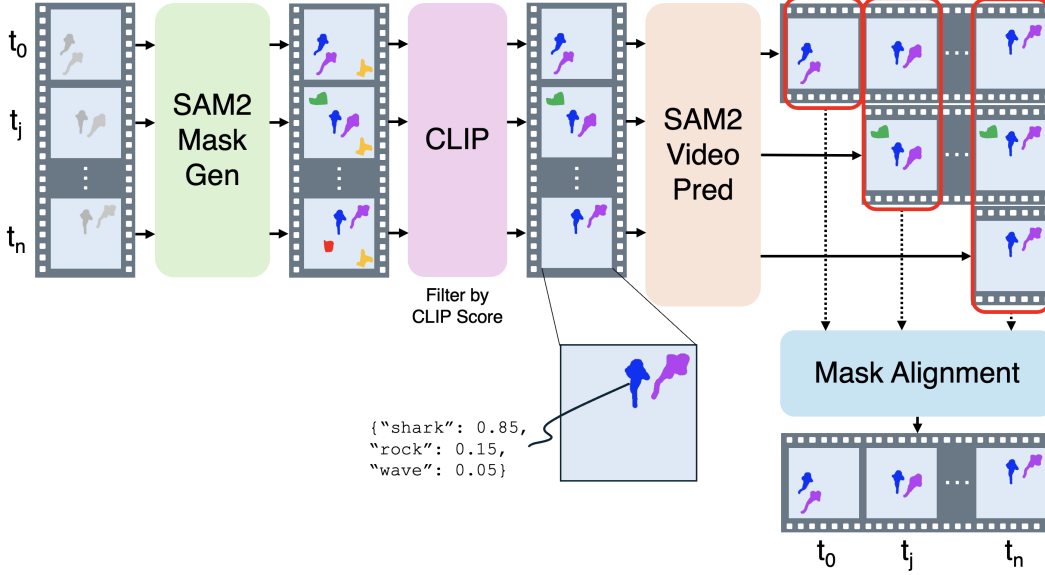 t0
tj
tn
SAM2
Mask
Gen
CLIP
Filter by
CLIP Score
SAM2
Video
Pred
{“shark”: 0.85,
“rock”: 0.15,
“wave”: 0.05}
Mask Alignment
t0
tj
tn